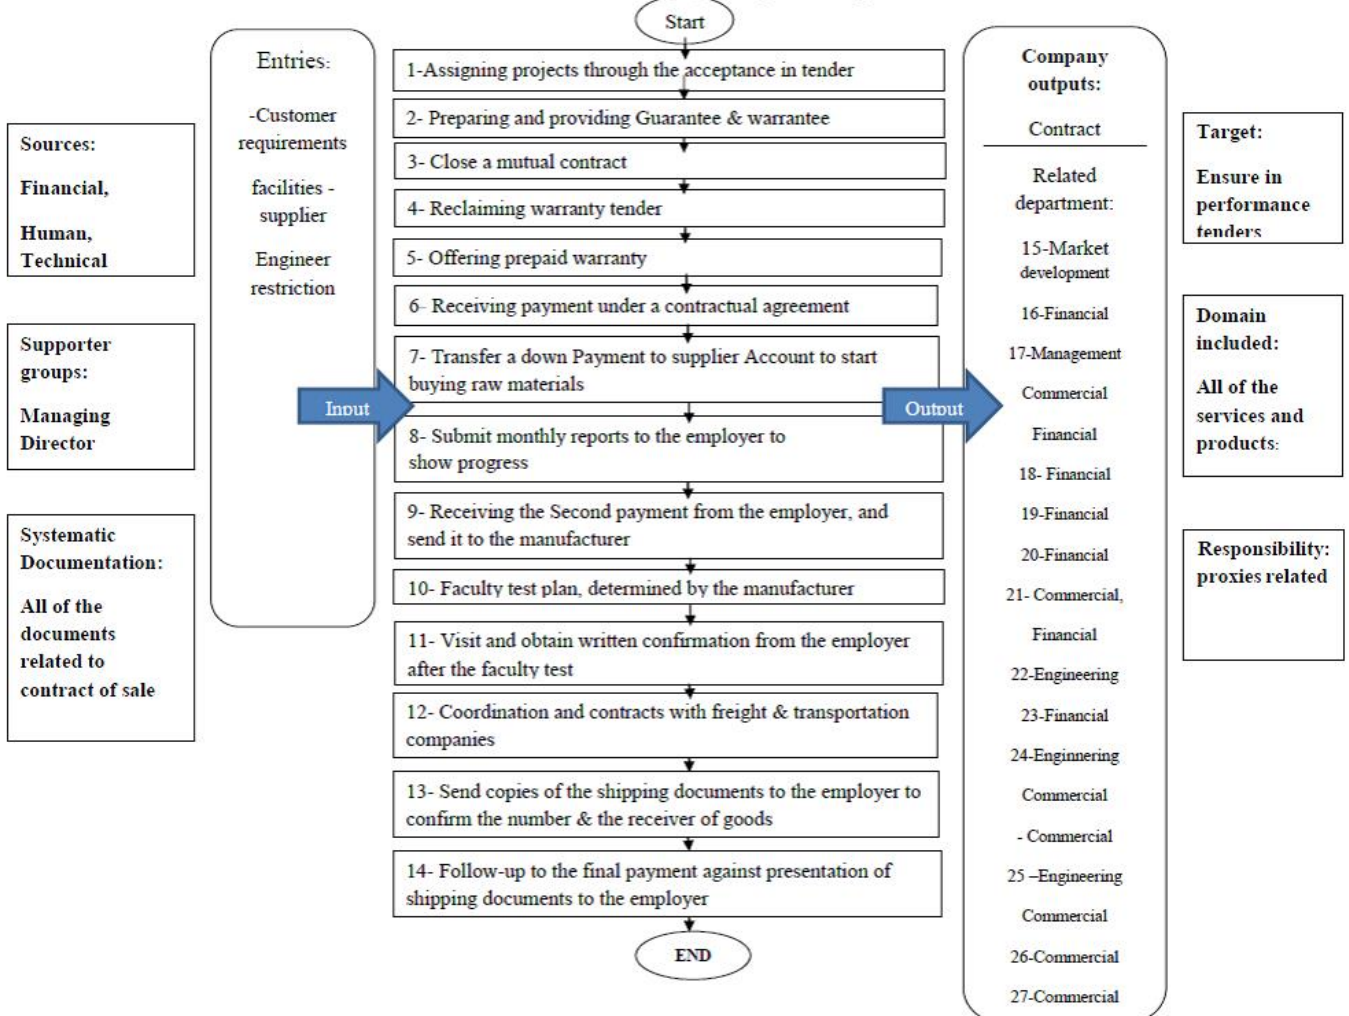 Start
Sources:
Financial,
Human,
Technical
Supporter
groups:
Managing
Director
Systematic
Documentation:
All of the
documents
related to
contract of sale
Entries:
-Customer
requirements
facilities -
supplier
Engineer
restriction
Input
1-Assigning projects through the acceptance in tender
2- Preparing and providing Guarantee & warrantee
3- Close a mutual contract
4- Reclaiming warranty tender
5- Offering prepaid warranty
6- Receiving payment under a contractual agreement
7- Transfer a down Payment to supplier Account to start
buying raw materials
8- Submit monthly reports to the employer to
show progress
9- Receiving the Second payment from the employer, and
send it to the manufacturer
10- Faculty test plan, determined by the manufacturer
11- Visit and obtain written confirmation from the employer
after the faculty test
12- Coordination and contracts with freight & transportation
companies
13- Send copies of the shipping documents to the employer to
confirm the number & the receiver of goods
14- Follow-up to the final payment against presentation of
shipping documents to the employer
END
Output
Company
outputs:
Contract
Related
department:
15-Market
development
16-Financial
17-Management
Commercial
Financial
18- Financial
19-Financial
20-Financial
21- Commercial,
Financial
22-Engineering
23-Financial
24-Enginnering
Commercial
- Commercial
25 –Engineering
Commercial
26-Commercial
27-Commercial
Target:
Ensure in
performance
tenders
Domain
included:
All of the
services and
products:
Responsibility:
proxies related